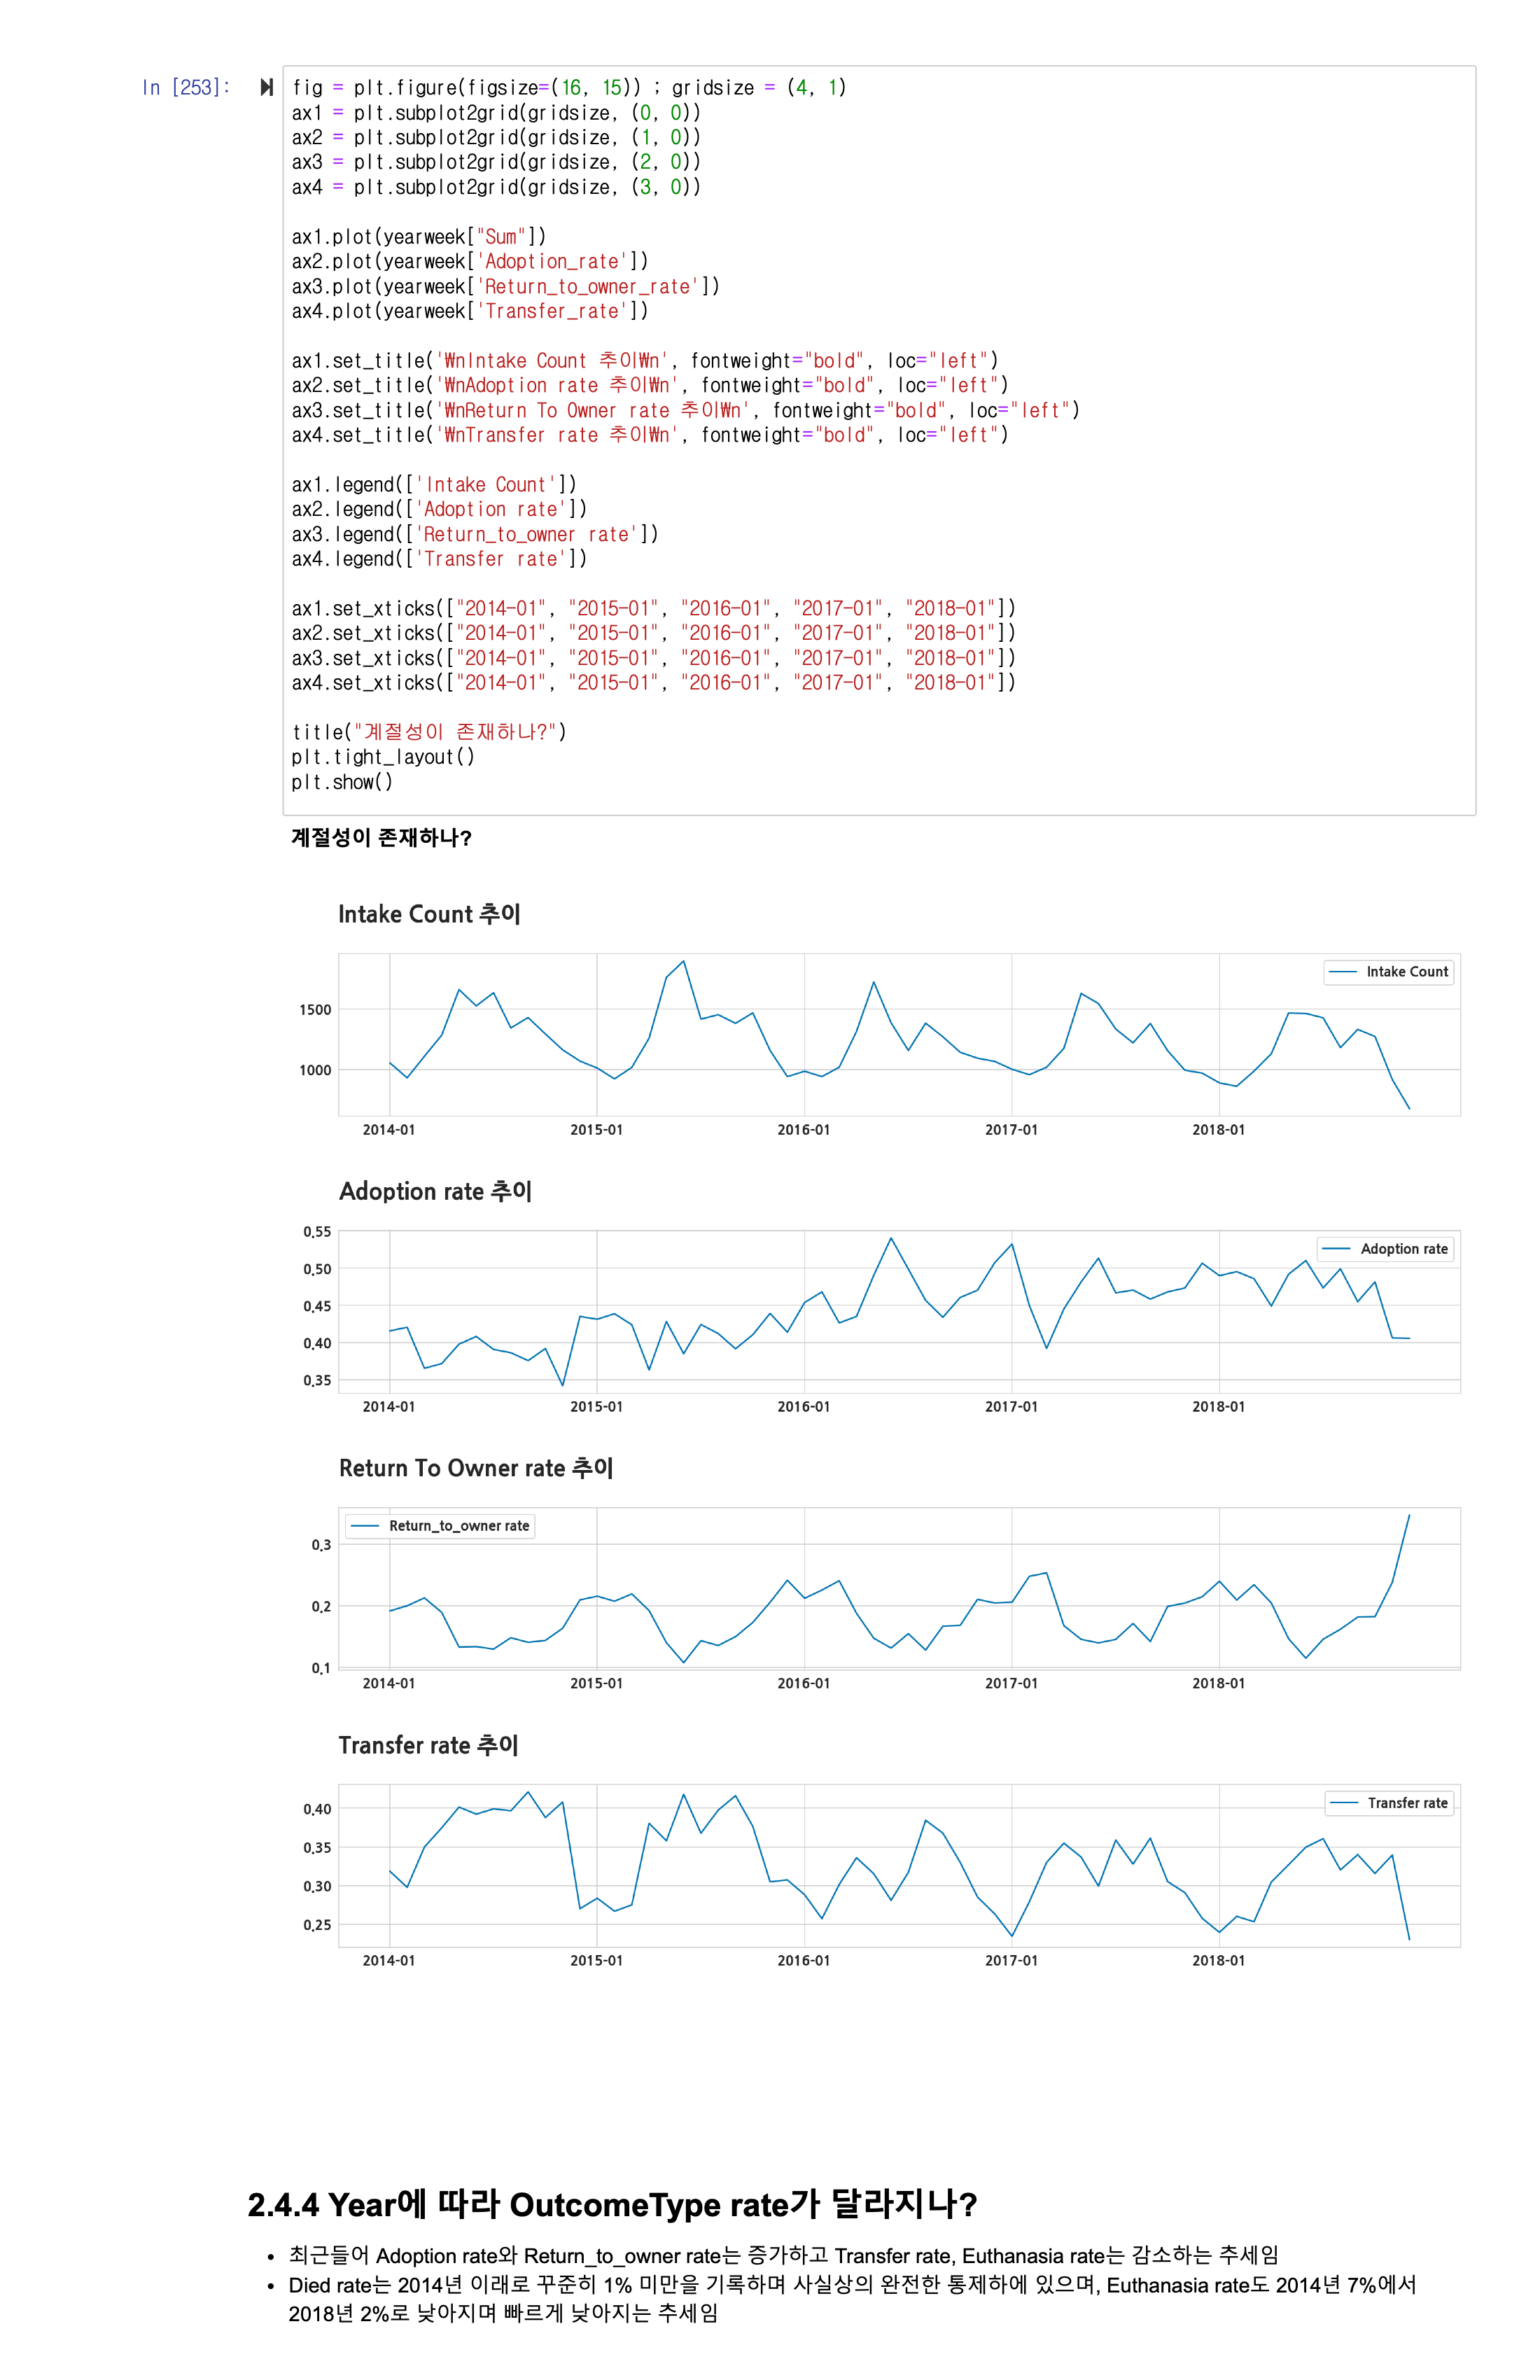 In [253]:
fig = plt.figure(figsize=(16, 15)) ; gridsize = (4, 1)
ax1 = plt.subplot2grid(gridsize, (0, 0))
ax2 = plt.subplot2grid(gridsize, (1, 0))
ax3 = plt.subplot2grid(gridsize, (2, 0))
ax4 = plt.subplot2grid(gridsize, (3, 0))
ax1.plot(yearweek["Sum"])
ax2.plot(yearweek['Adoption_rate'])
ax3.plot(yearweek['Return_to_owner_rate'])
ax4.plot(yearweek['Transfer_rate'])
ax1.set_title('₩nIntake Count 추이₩n', fontweight="bold", loc="left")
ax2.set_title('₩nAdoption rate 추이₩n', fontweight="bold", loc="left")
ax3.set_title('₩nReturn To Owner rate 추이₩n', fontweight="bold", loc="left")
ax4.set_title('₩nTransfer rate 추이₩n', fontweight="bold", loc="left")
ax1.legend(['Intake Count'])
ax2.legend(['Adoption rate'])
ax3.legend(['Return_to_owner rate'])
ax4.legend(['Transfer rate'])
ax1.set_xticks(["2014-01", "2015-01", "2016-01", "2017-01", "2018-01"])
ax2.set_xticks(["2014-01", "2015-01", "2016-01", "2017-01", "2018-01"])
ax3.set_xticks(["2014-01", "2015-01", "2016-01", "2017-01", "2018-01"])
ax4.set_xticks(["2014-01", "2015-01", "2016-01", "2017-01", "2018-01"])
title("계절성이 존재하나?")
plt.tight_layout()
plt.show()
계절성이 존재하나?
Intake Count 추이
Intake Count
1500
1000
2014-01 2015-01 2016-01 2017-01 2018-01
Adoption rate 추이
Adoption rate
0.55
0.50
0.45
0.40
0.35
2014-01 2015-01 2016-01 2017-01 2018-01
Return To Owner rate 추이
Return_to_owner rate
0.3
0.2
0.1
2014-01 2015-01 2016-01 2017-01 2018-01
Transfer rate 추이
Transfer rate
0.40
0.35
0.30
0.25
2014-01 2015-01 2016-01 2017-01 2018-01
2.4.4 Year에 따라 OutcomeType rate가 달라지나?
• 최근들어 Adoption rate와 Return_to_owner rate는 증가하고 Transfer rate, Euthanasia rate는 감소하는 추세임
• Died rate는 2014년 이래로 꾸준히 1% 미만을 기록하며 사실상의 완전한 통제하에 있으며, Euthanasia rate도 2014년 7%에서
2018년 2%로 낮아지며 빠르게 낮아지는 추세임